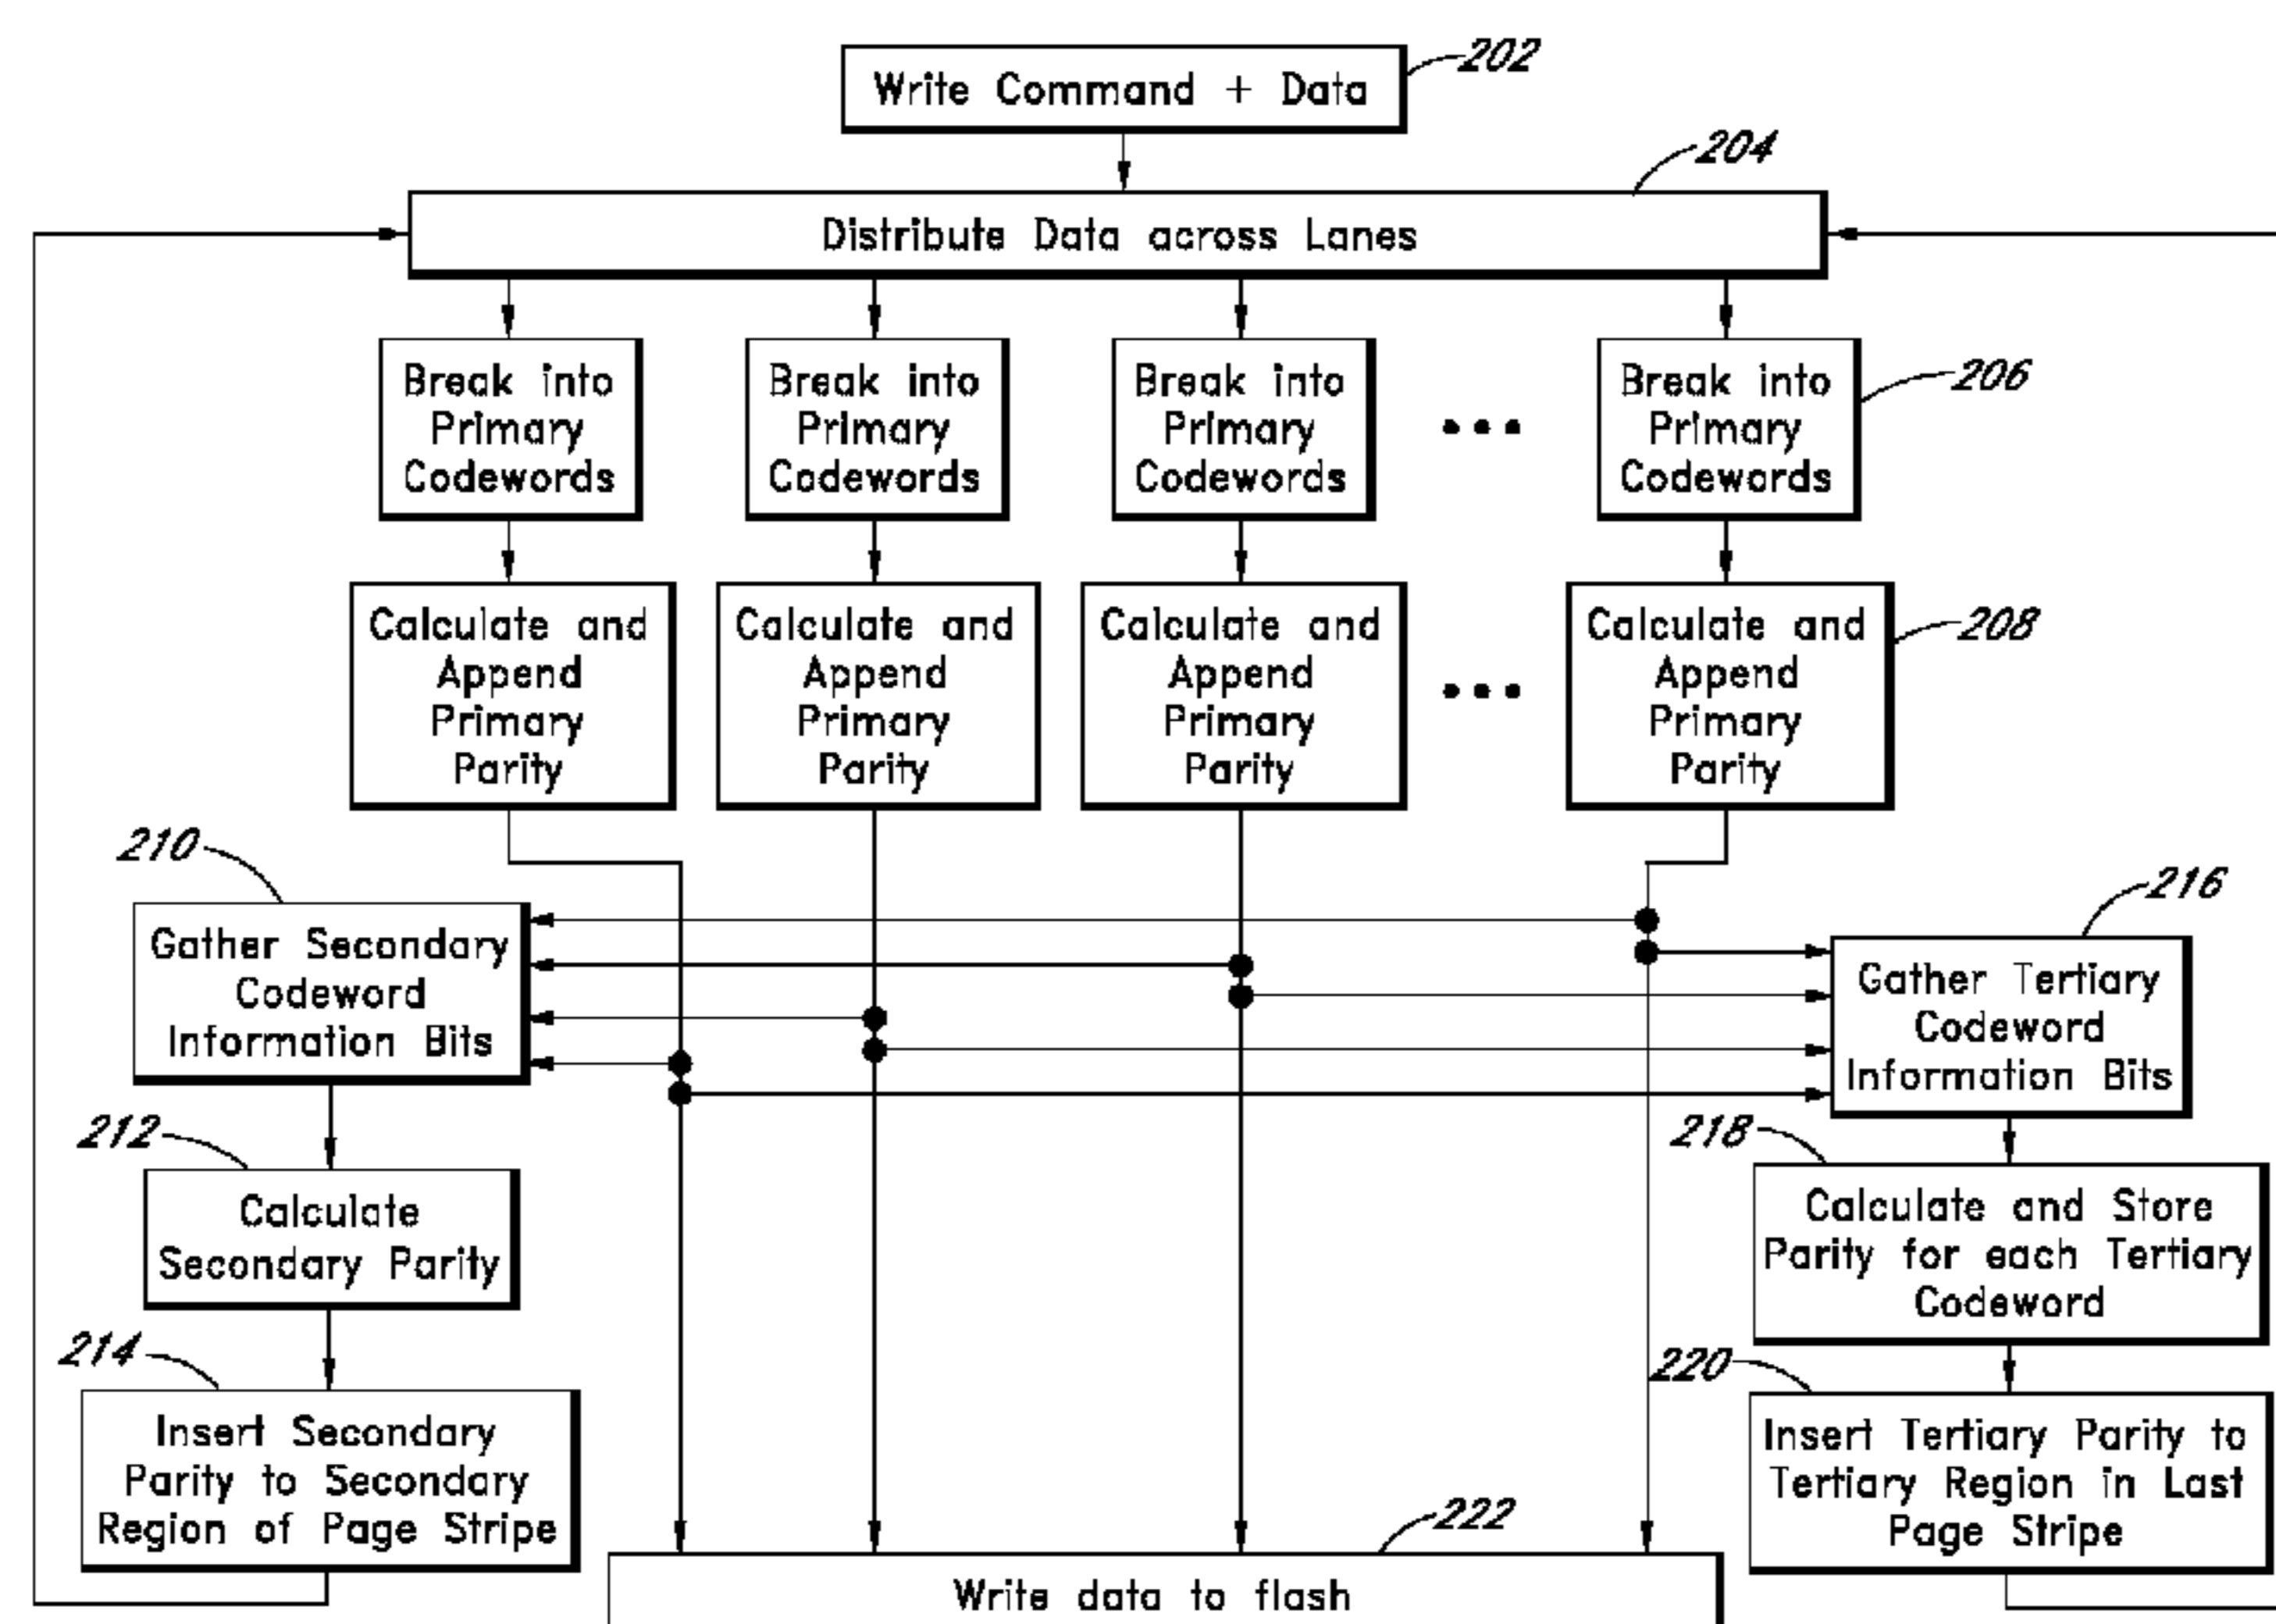 202
Write Command + Data
204
Distribute Data across Lanes
Break into
Primary
Codewords
Break into
Primary
Codewords
Break into
Primary
Codewords
...
Break into
Primary
Codewords
206
Calculate and
Append
Primary
Parity
Calculate and
Append
Primary
Parity
Calculate and
Append
Primary
Parity
...
Calculate and
Append
Primary
Parity
208
210
Gather Secondary
Codeword
Information Bits
216
Gather Tertiary
Codeword
Information Bits
212
Calculate
Secondary Parity
218
Calculate and Store
Parity for each Tertiary
Codeword
214
Insert Secondary
Parity to Secondary
Region of Page Stripe
220
Insert Tertiary Parity to
Tertiary Region in Last
Page Stripe
222
Write data to flash